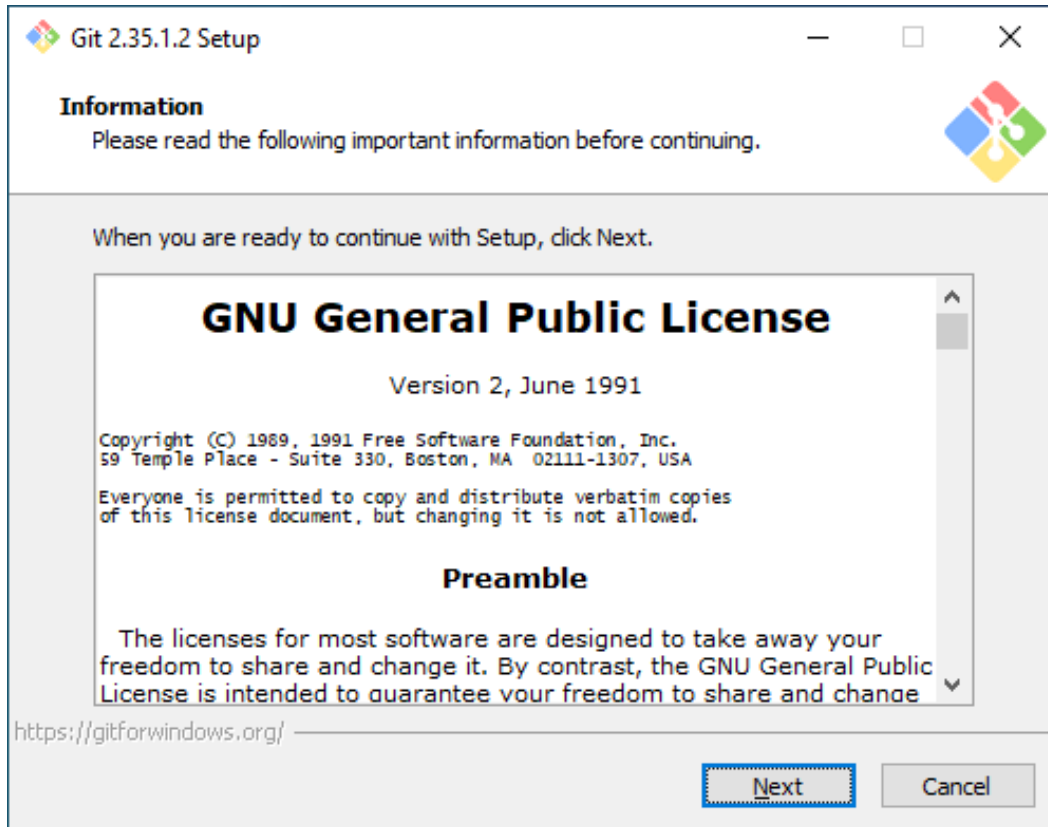 Git 2.35.1.2 Setup
Information
Please read the following important information before continuing.
When you are ready to continue with Setup, click Next.
GNU General Public License
Version 2, June 1991
Copyright (C) 1989, 1991 Free Software Foundation, Inc.
59 Temple Place - Suite 330, Boston, MA  02111-1307, USA
Everyone is permitted to copy and distribute verbatim copies
of this license document, but changing it is not allowed.
Preamble
The licenses for most software are designed to take away your
freedom to share and change it. By contrast, the GNU General Public
License is intended to guarantee your freedom to share and change
https://gitforwindows.org/
Next
Cancel